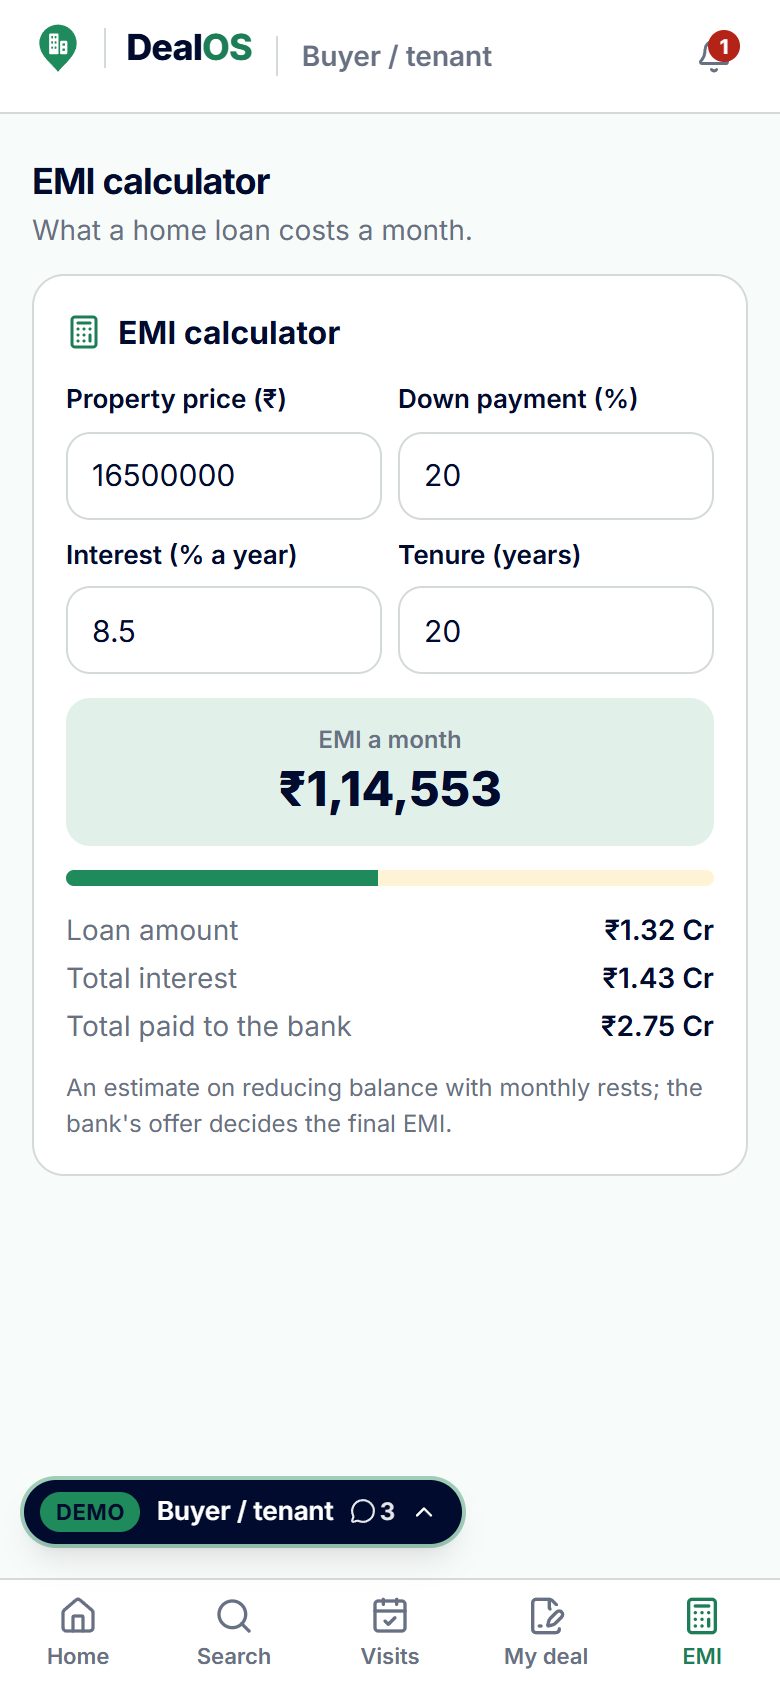 DealOS
Buyer / tenant
1
EMI calculator
What a home loan costs a month.
EMI calculator
Property price (₹)
Down payment (%)
16500000
20
Interest (% a year)
Tenure (years)
8.5
20
EMI a month
₹1,14,553
Loan amount ₹1.32 Cr
Total interest ₹1.43 Cr
Total paid to the bank ₹2.75 Cr
An estimate on reducing balance with monthly rests; the
bank's offer decides the final EMI.
DEMO Buyer / tenant 3
Home
Search
Visits
My deal
EMI